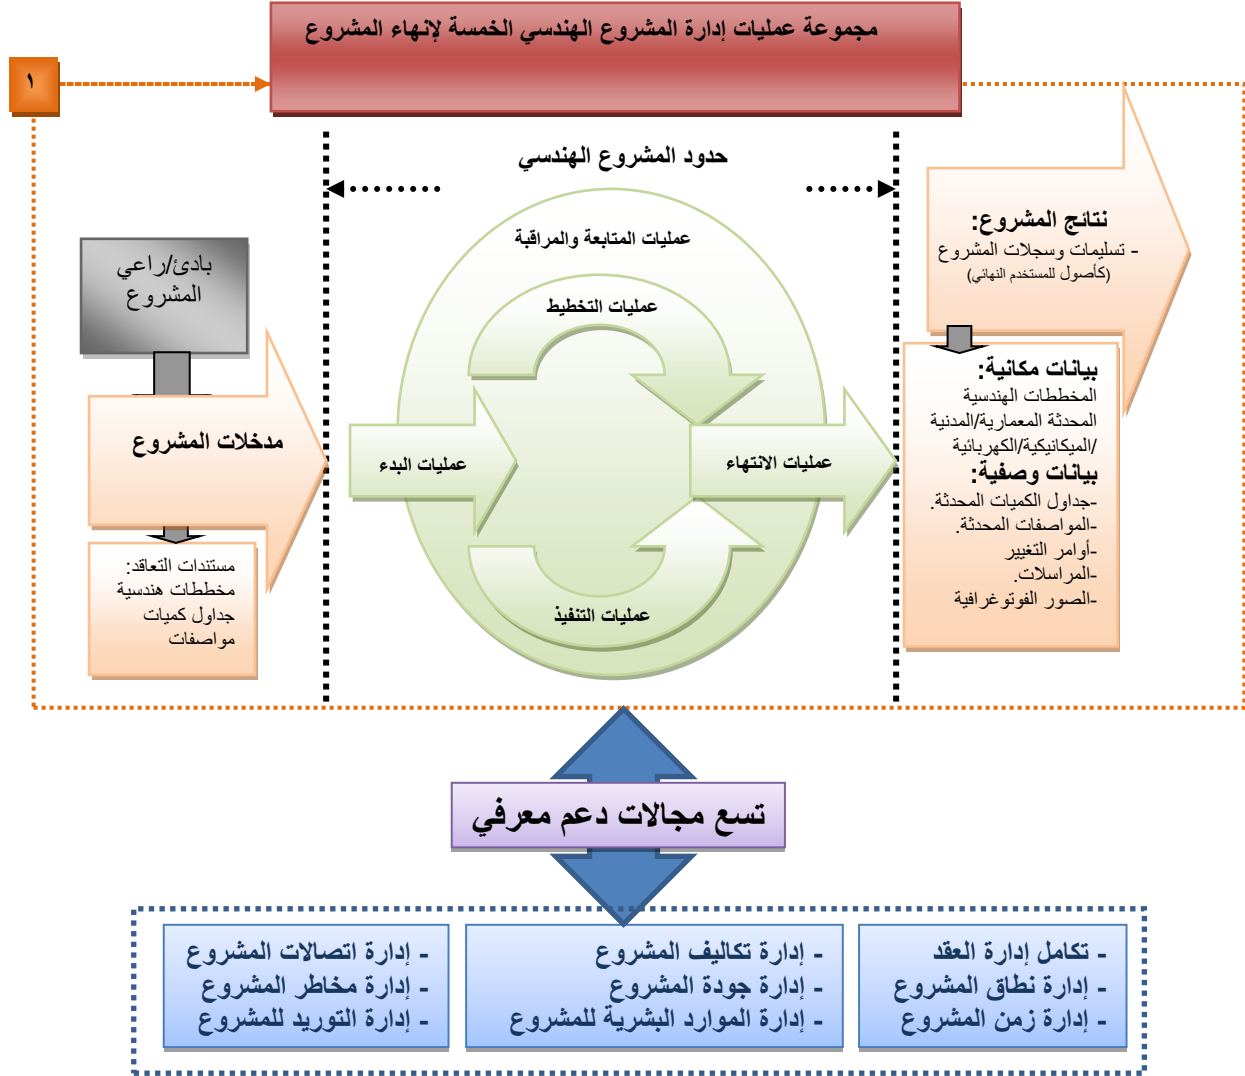 مجموعة عمليات إدارة المشروع الهندسي الخمسة لإنهاء المشروع
١
حدود المشروع الهندسي
بادئ/راعي
المشروع
مدخلات المشروع
مستندات التعاقد:
مخططات هندسية
جداول كميات
مواصفات
عمليات المتابعة والمراقبة
عمليات التخطيط
عمليات البدء
عمليات الانتهاء
عمليات التنفيذ
نتائج المشروع:
- تسليمات وسجلات المشروع
(كأصول للمستخدم النهائي)
بيانات مكانية:
المخططات الهندسية
المحدثة المعمارية/المدنية
/الميكانيكية/الكهربائية
بيانات وصفية:
-جداول الكميات المحدثة.
-المواصفات المحدثة.
-أوامر التغيير
-المراسلات.
-الصور الفوتوغرافية
تسع مجالات دعم معرفي
- تكامل إدارة العقد
- إدارة نطاق المشروع
- إدارة زمن المشروع
- إدارة تكاليف المشروع
- إدارة جودة المشروع
- إدارة الموارد البشرية للمشروع
- إدارة اتصالات المشروع
- إدارة مخاطر المشروع
- إدارة التوريد للمشروع